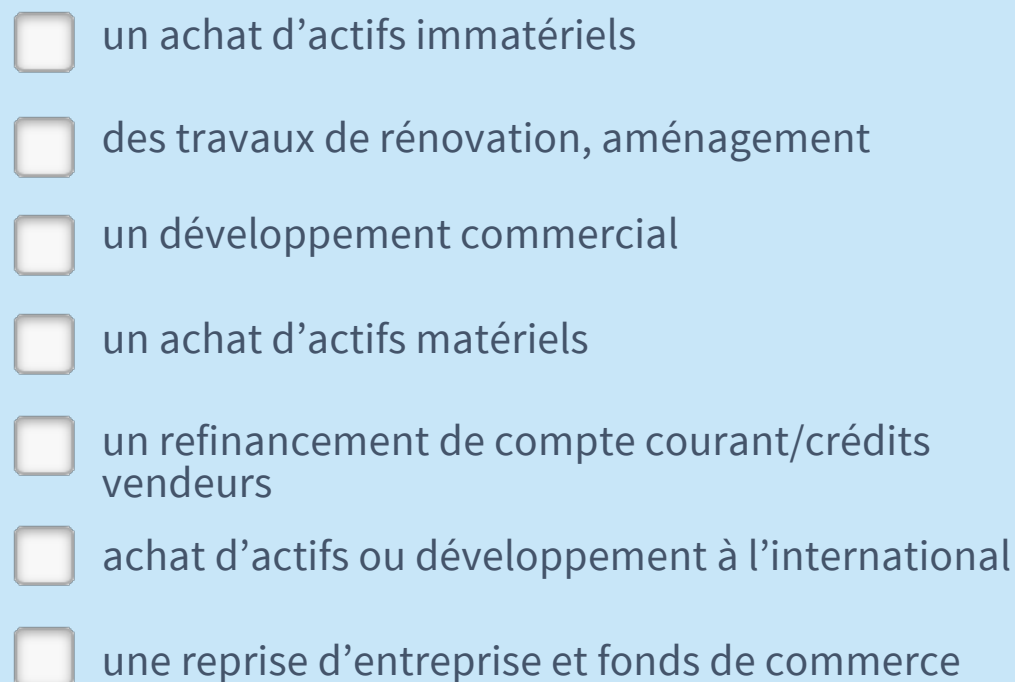 un achat d’actifs immatériels
des travaux de rénovation, aménagement
un développement commercial
un achat d’actifs matériels
un refinancement de compte courant/crédits
vendeurs
achat d’actifs ou développement à l’international
une reprise d’entreprise et fonds de commerce